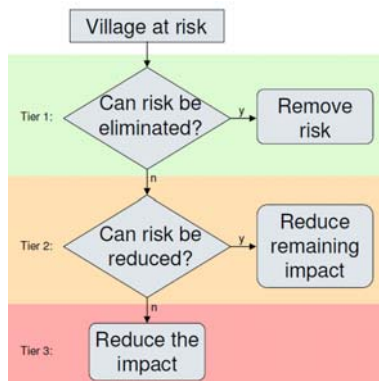 Village at risk
Tier 1:
Can risk be
eliminated?
y
Remove
risk
n
Tier 2:
Can risk be
reduced?
y
Reduce
remaining
impact
n
Tier 3:
Reduce the
impact